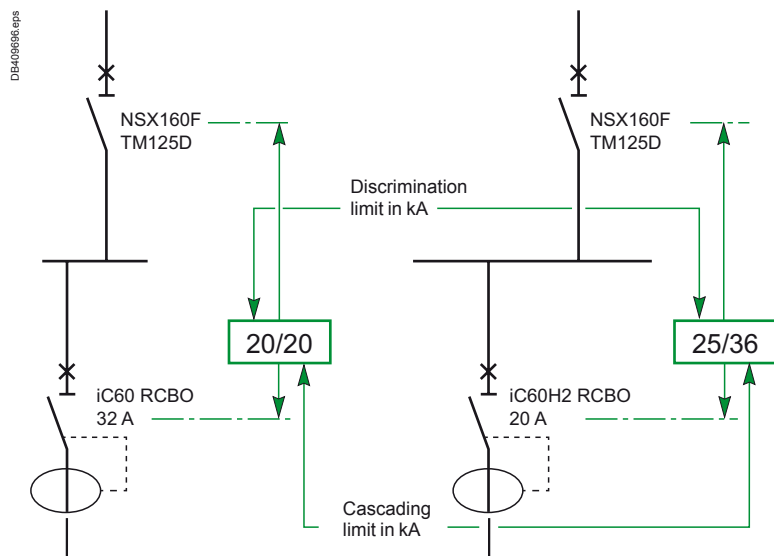 DB409696.eps
NSX160F
TM125D
NSX160F
TM125D
Discrimination
limit in kA
20/20
25/36
iC60 RCBO
32 A
iC60H2 RCBO
20 A
Cascading
limit in kA